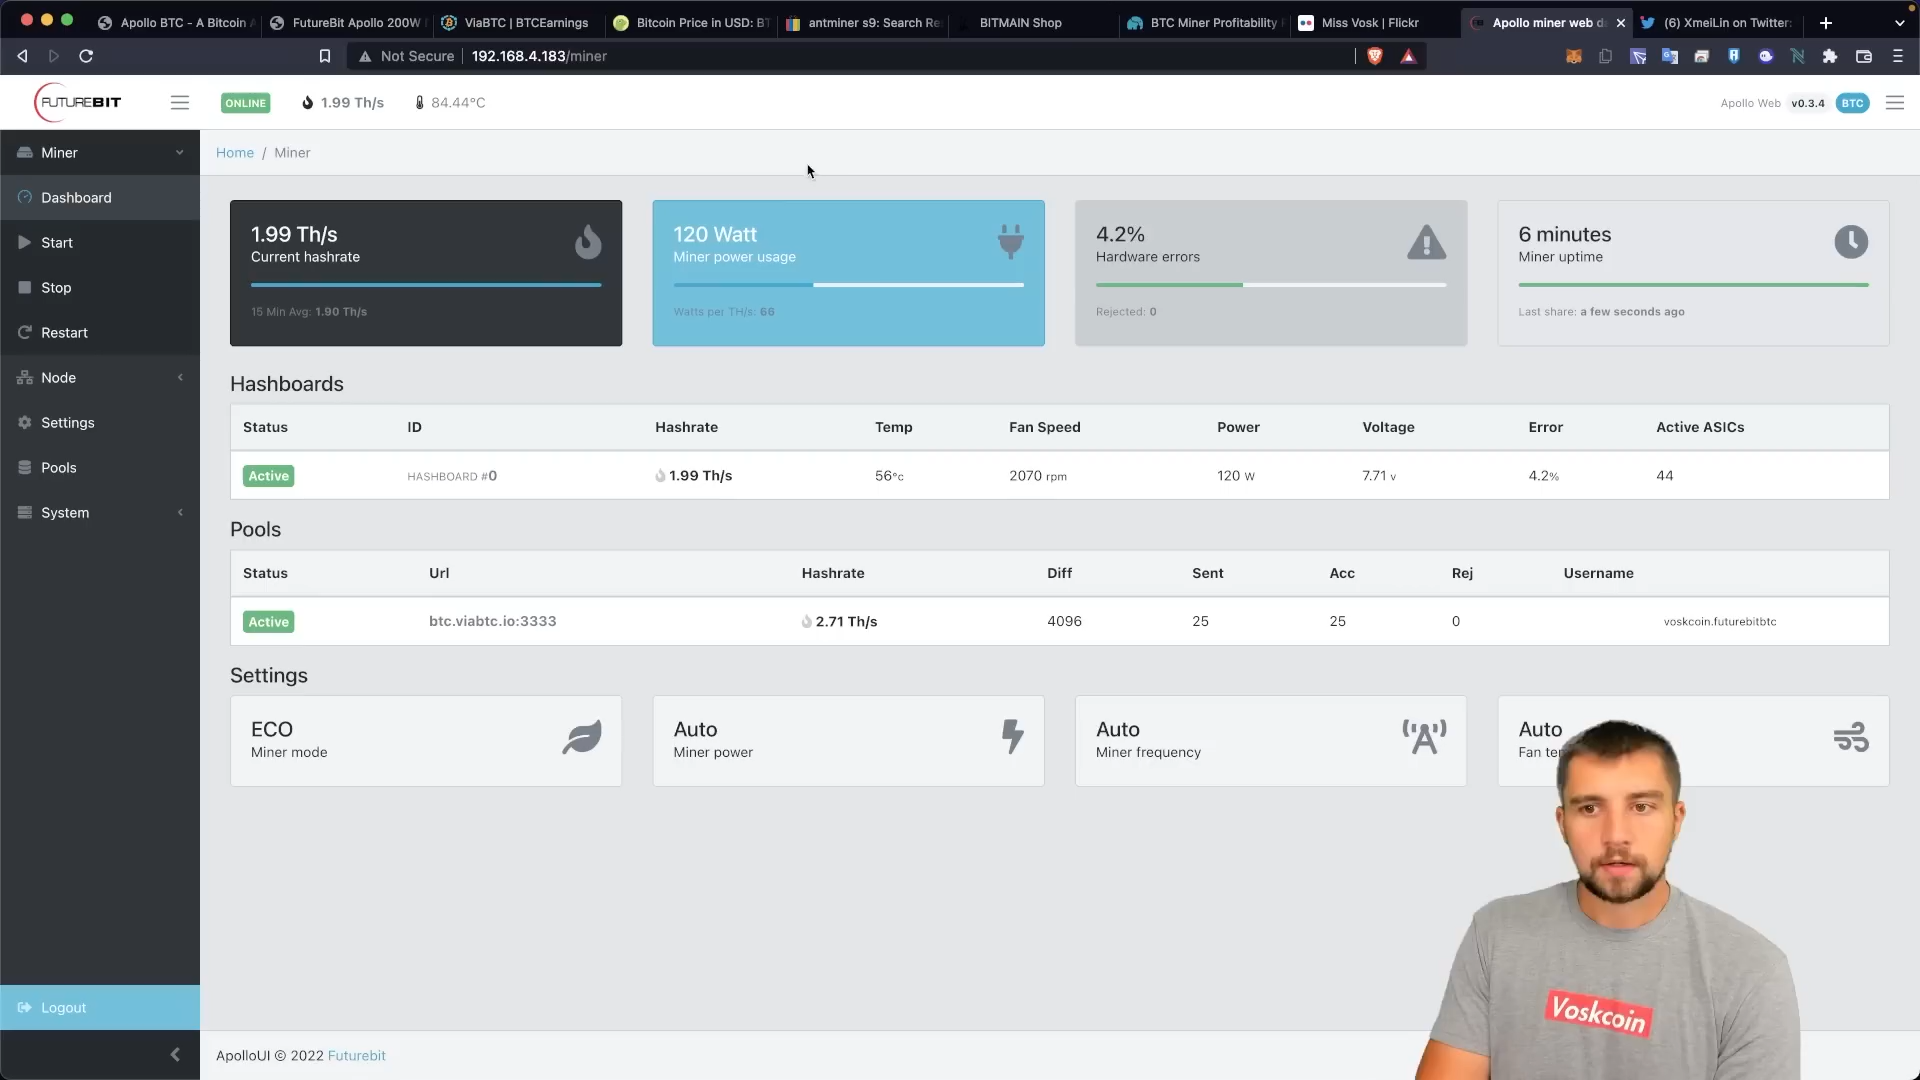 Apollo BTC - A Bitcoin
FutureBit Apollo 200W
ViaBTC | BTCEarnings
Bitcoin Price in USD: BT
antminer s9: Search Re
BITMAIN Shop
BTC Miner Profitability
Miss Vosk | Flickr
Apollo miner web d
(6) XmeiLin on Twitter:
Not Secure
192.168.4.183/miner
FUTUREBIT
ONLINE
1.99 Th/s
84.44°C
Apollo Web
v0.3.4
BTC
Miner
Dashboard
Start
Stop
Restart
Node
Settings
Pools
System
Logout
Home / Miner
1.99 Th/s
Current hashrate
15 Min Avg: 1.90 Th/s
120 Watt
Miner power usage
Watts per TH/s: 66
4.2%
Hardware errors
Rejected: 0
6 minutes
Miner uptime
Last share: a few seconds ago
Hashboards
Status ID Hashrate Temp Fan Speed Power Voltage Error Active ASICs
Active HASHBOARD #0 1.99 Th/s 56°c 2070 rpm 120 W 7.71 v 4.2% 44
Pools
Status Url Hashrate Diff Sent Acc Rej Username
Active btc.viabtc.io:3333 2.71 Th/s 4096 25 25 0 voskcoin.futurebitbtc
Settings
ECO
Miner mode
Auto
Miner power
Auto
Miner frequency
Auto
Fan
Voskcoin
ApolloUI © 2022 Futurebit